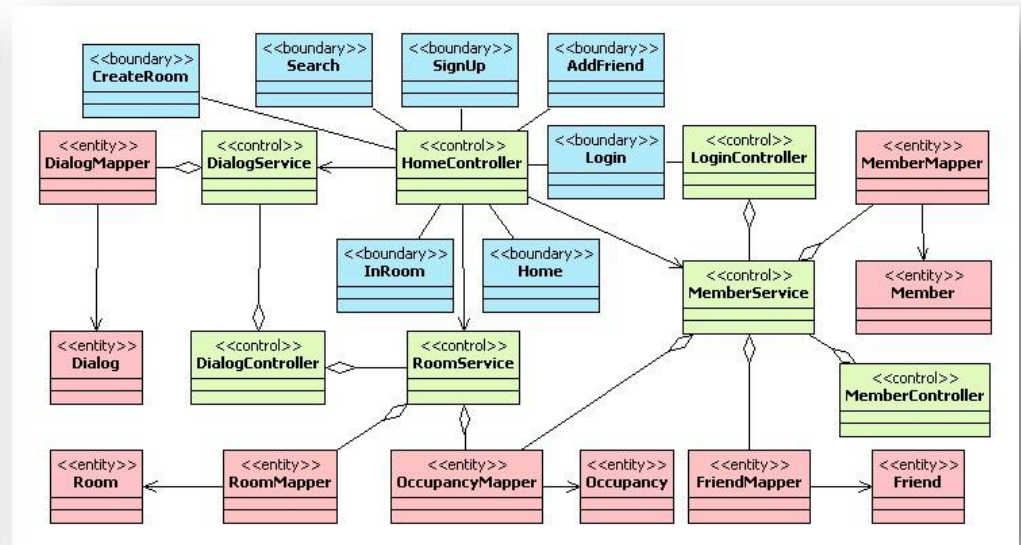 <<boundary>>
CreateRoom
<<boundary>>
Search
<<boundary>>
SignUp
<<boundary>>
AddFriend
<<entity>>
DialogMapper
<<control>>
DialogService
<<control>>
HomeController
<<boundary>>
Login
<<control>>
LoginController
<<entity>>
MemberMapper
<<boundary>>
InRoom
<<boundary>>
Home
<<control>>
MemberService
<<entity>>
Member
<<entity>>
Dialog
<<control>>
DialogController
<<control>>
RoomService
<<control>>
MemberController
<<entity>>
Room
<<entity>>
RoomMapper
<<entity>>
OccupancyMapper
<<entity>>
Occupancy
<<entity>>
FriendMapper
<<entity>>
Friend